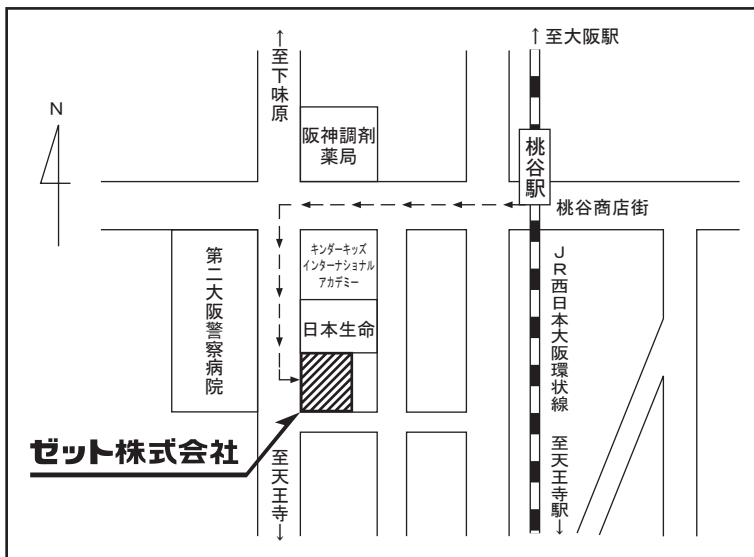 ↑至大阪駅
↑至下味原
N
阪神調剤
薬局
桃谷駅
桃谷商店街
キンダーキッズ
インターナショナル
アカデミー
第二大阪警察病院
日本生命
JR西日本大阪環状線
至天王寺駅↓
ゼット株式会社
至天王寺↓